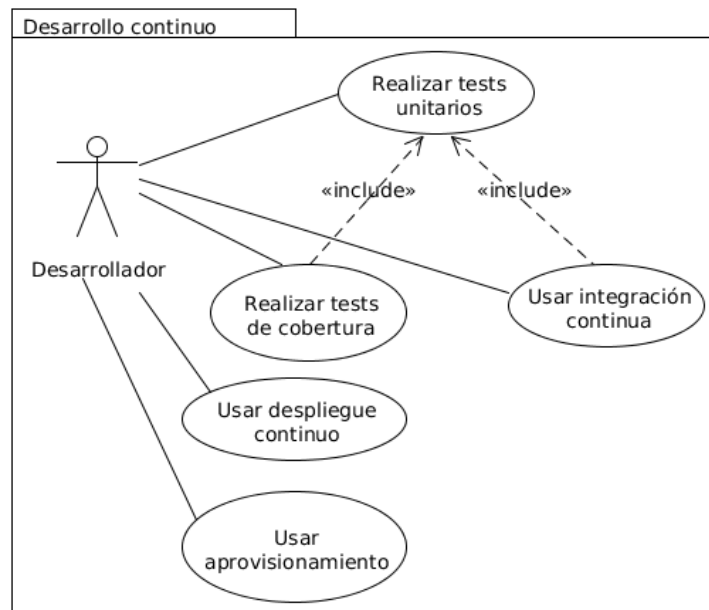 Desarrollo continuo
Realizar tests
unitarios
«include»
«include»
Desarrollador
Realizar tests
de cobertura
Usar integración
continua
Usar despliegue
continuo
Usar
aprovisionamiento